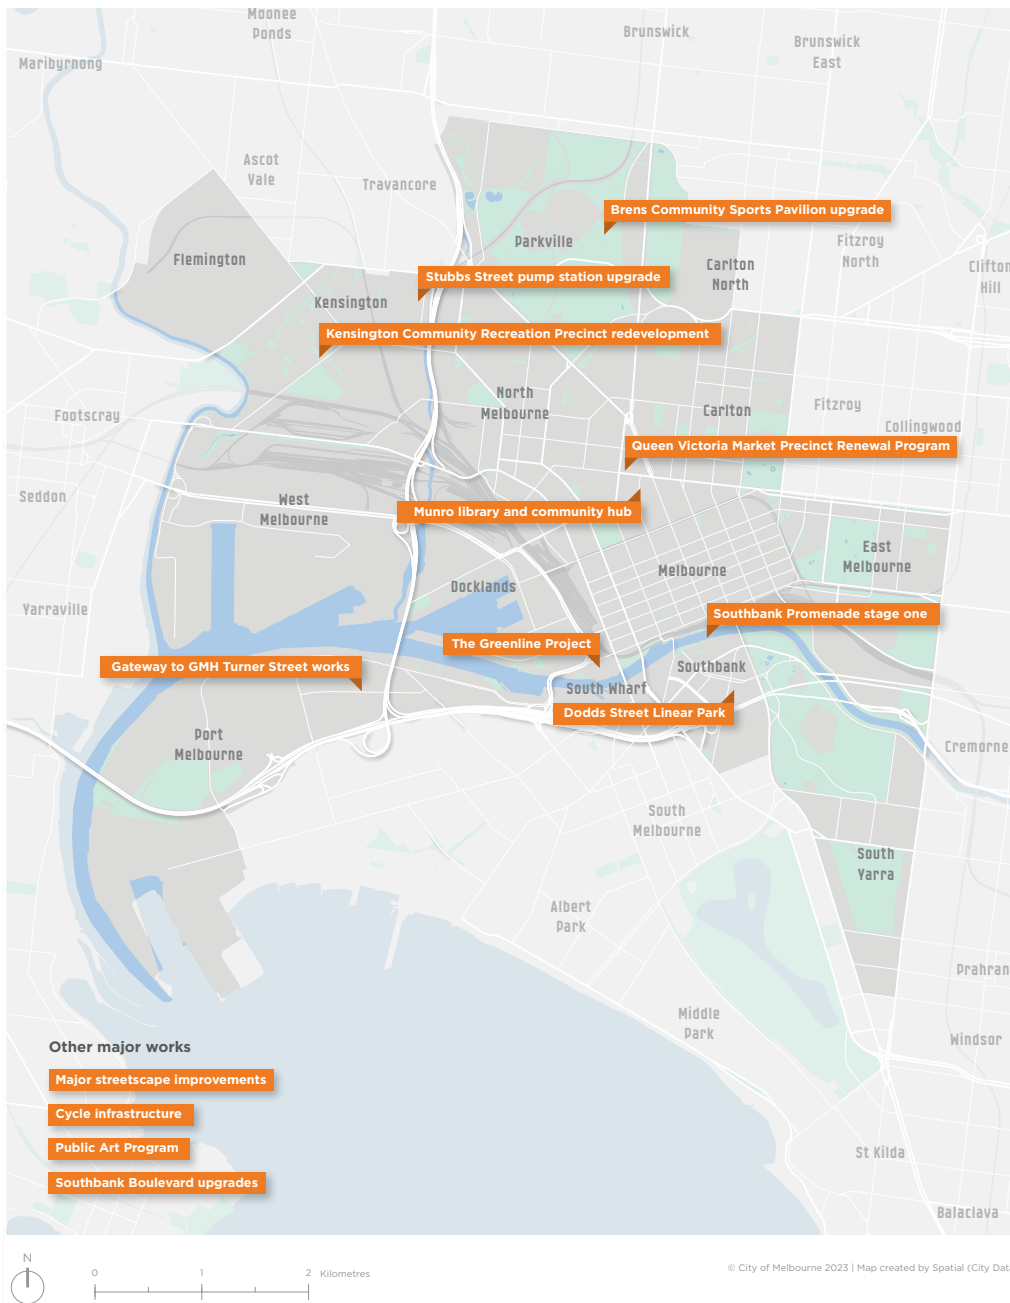 Moonee
Ponds
Brunswick
Brunswick
East
Maribyrnong
Ascot
Vale
Travancore
Brens Community Sports Pavilion upgrade
Parkville
Fitzroy
North
Flemington
Carlton
North
Clifton
Hill
Stubbs Street pump station upgrade
Kensington
Kensington Community Recreation Precinct redevelopment
North
Melbourne
Carlton
Fitzroy
Footscray
Collingwood
Queen Victoria Market Precinct Renewal Program
Seddon
West
Melbourne
Munro library and community hub
East
Melbourne
Melbourne
Docklands
Yarraville
Southbank Promenade stage one
The Greenline Project
Gateway to GMH Turner Street works
Southbank
South Wharf
Dodds Street Linear Park
Port
Melbourne
Cremorne
South
Melbourne
South
Yarra
Albert
Park
Prahran
Middle
Park
Windsor
Other major works
Major streetscape improvements
Cycle infrastructure
Public Art Program
Southbank Boulevard upgrades
St Kilda
Balaclava
N
0 1 2 Kilometres
© City of Melbourne 2023 | Map created by Spatial (City Data